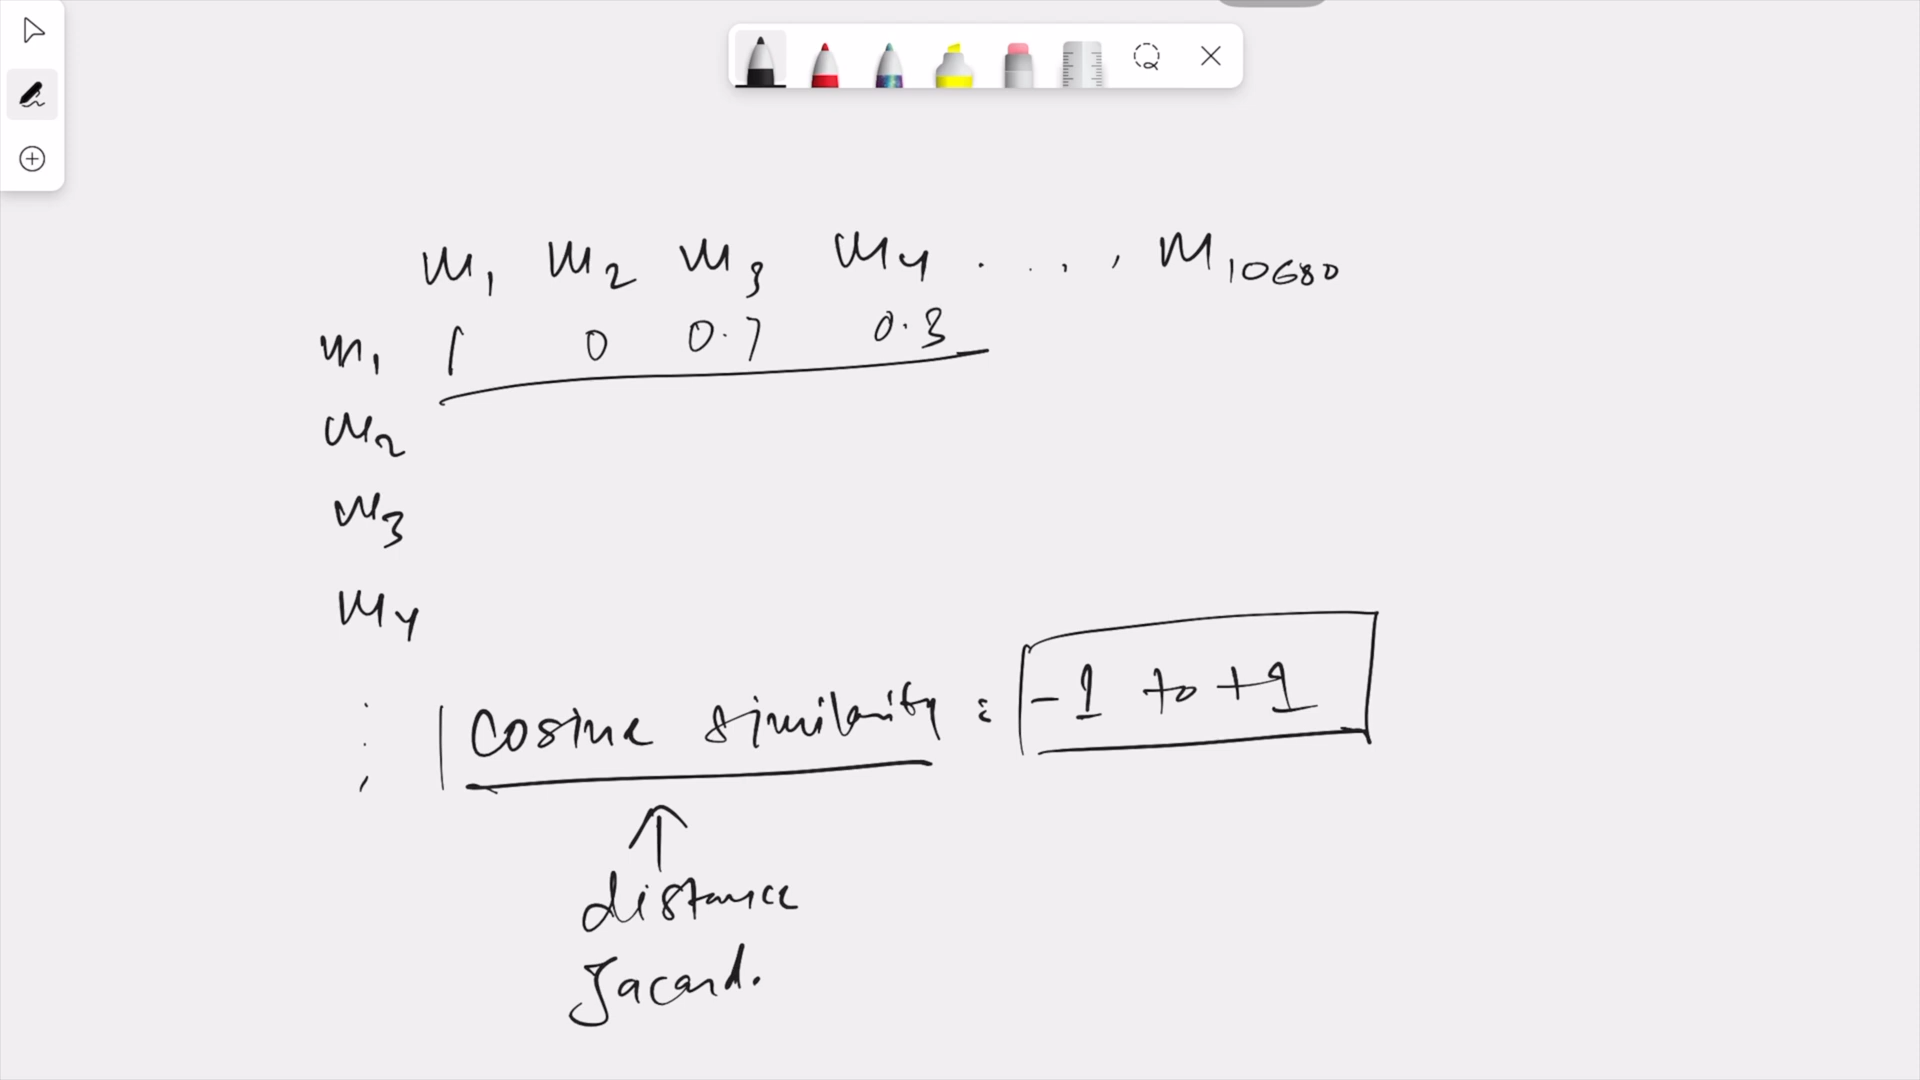 m1 m2 m3 m4 . . . , M10680
m1 1 0 0.7 0.3
m2
m3
m4
Cosine similarity : -1 to +1
distance
Jacard.